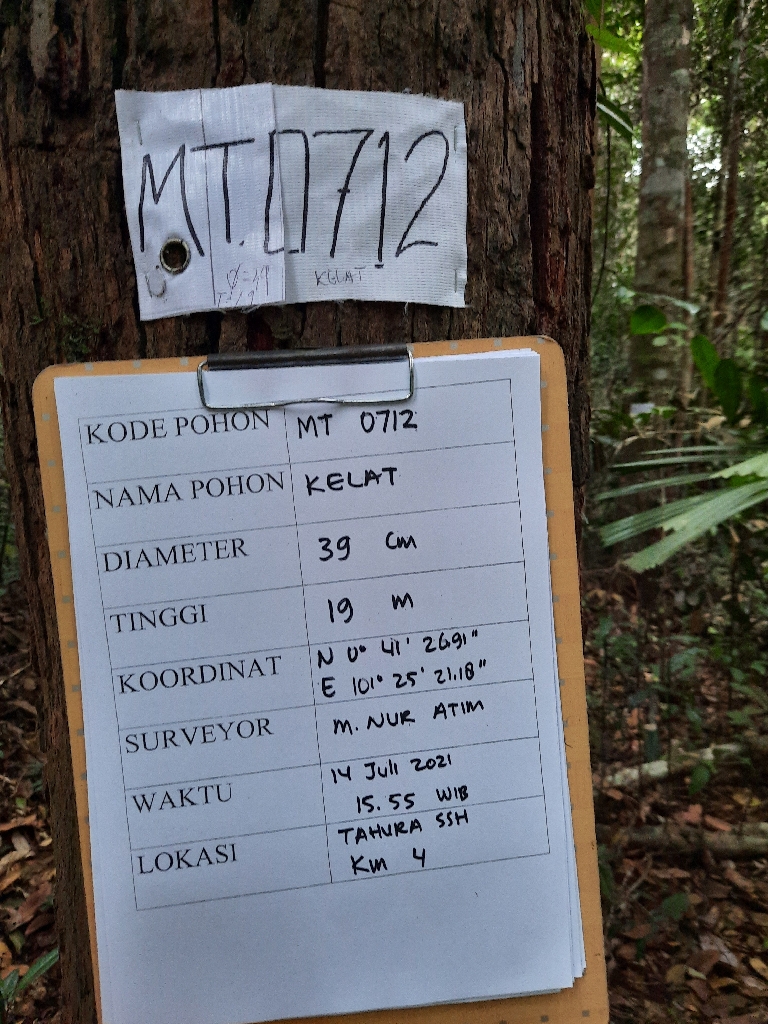 MT.0712
KELAT
KODE POHON MT 0712
NAMA POHON KELAT
DIAMETER 39 cm
TINGGI 19 m
KOORDINAT N 0° 41' 26.91"
E 101° 25' 21.18"
SURVEYOR M. NUR ATIM
WAKTU 14 Juli 2021
15.55 WIB
LOKASI TAHURA SSH
Km 4